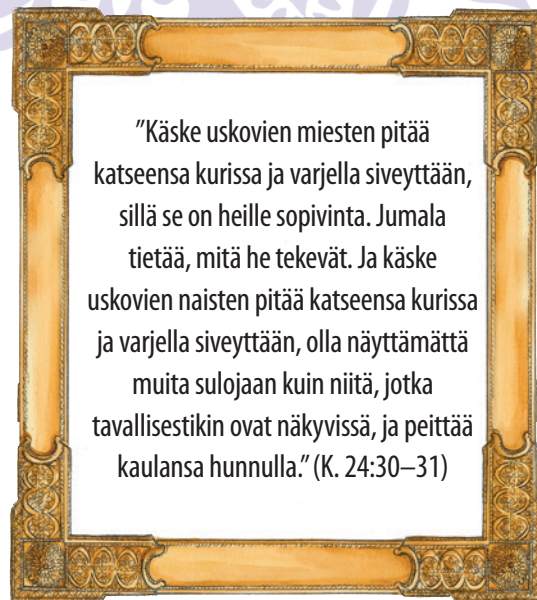 ”Käske uskovien miesten pitää
katseensa kurissa ja varjella siveyttään,
sillä se on heille sopivinta. Jumala
tietää, mitä he tekevät. Ja käske
uskovien naisten pitää katseensa kurissa
ja varjella siveyttään, olla näyttämättä
muita sulojaan kuin niitä, jotka
tavallisestikin ovat näkyvissä, ja peittää
kaulansa hunnulla.” (K. 24:30–31)